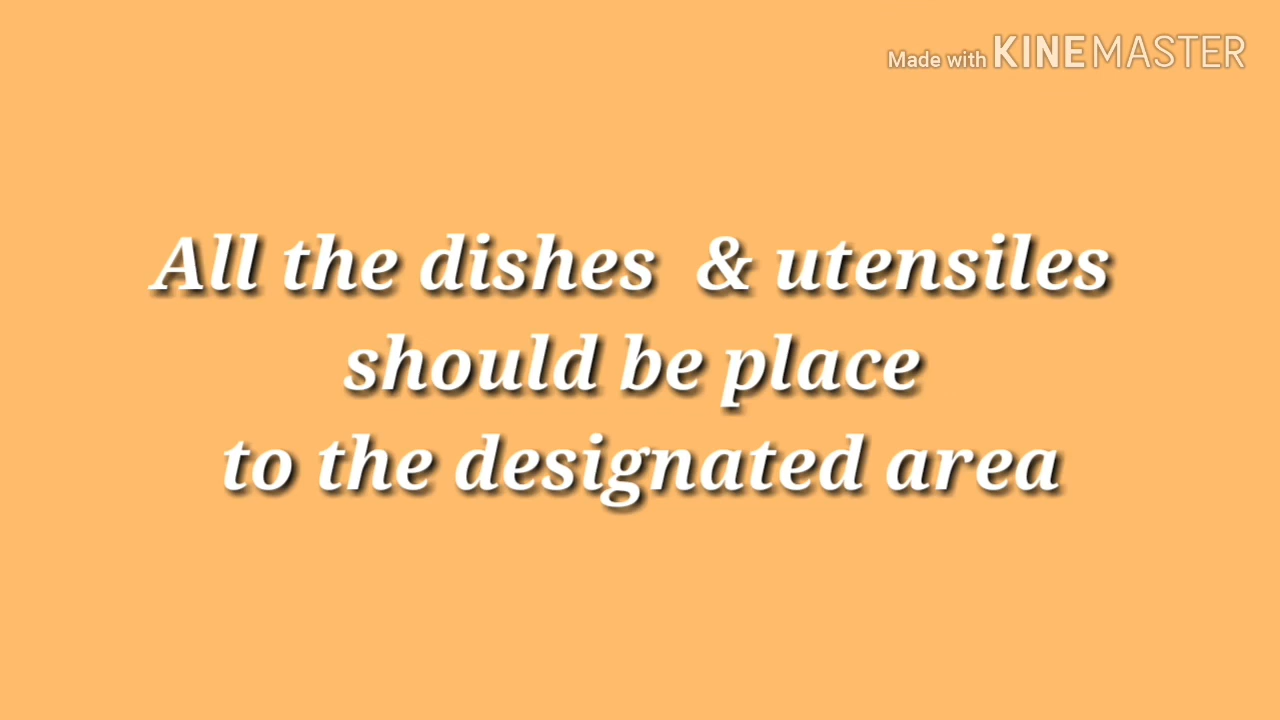 Made with KINEMASTER
All the dishes & utensiles
should be place
to the designated area